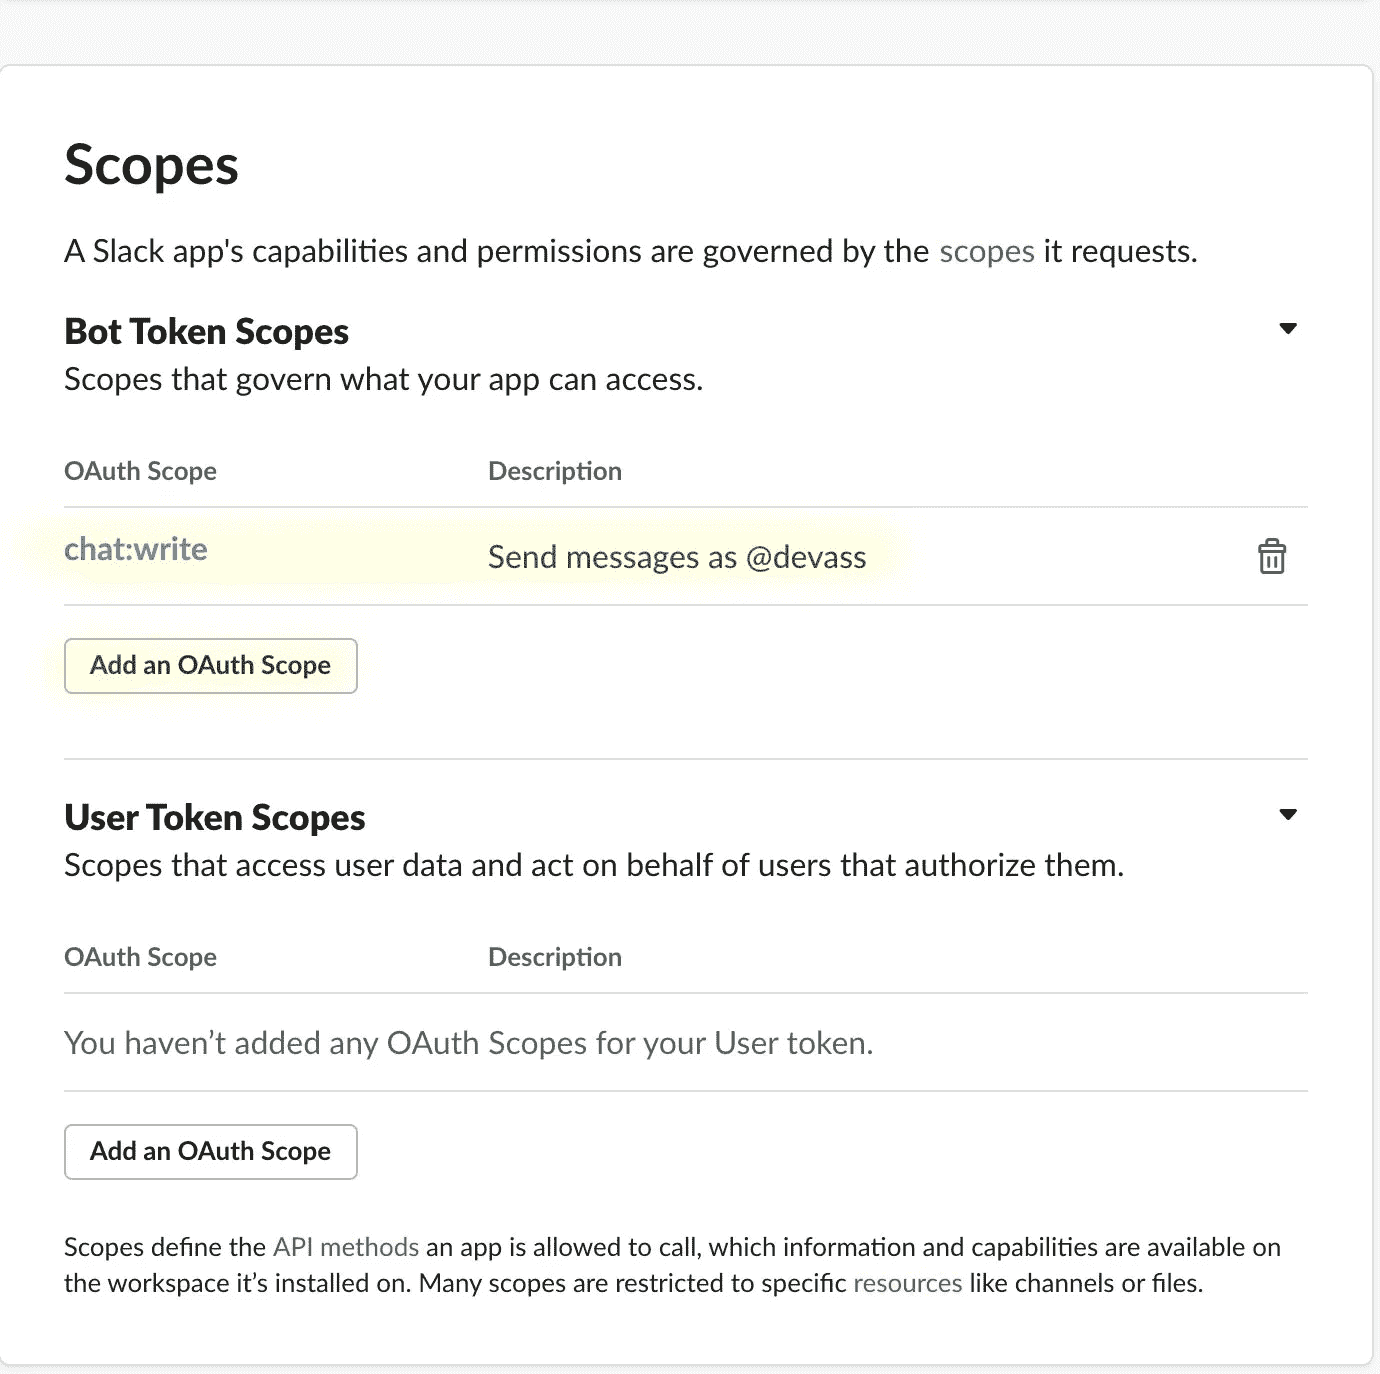 Scopes
A Slack app's capabilities and permissions are governed by the scopes it requests.
Bot Token Scopes
Scopes that govern what your app can access.
OAuth Scope Description
chat:write Send messages as @devass
Add an OAuth Scope
User Token Scopes
Scopes that access user data and act on behalf of users that authorize them.
OAuth Scope Description
You haven’t added any OAuth Scopes for your User token.
Add an OAuth Scope
Scopes define the API methods an app is allowed to call, which information and capabilities are available on
the workspace it’s installed on. Many scopes are restricted to specific resources like channels or files.